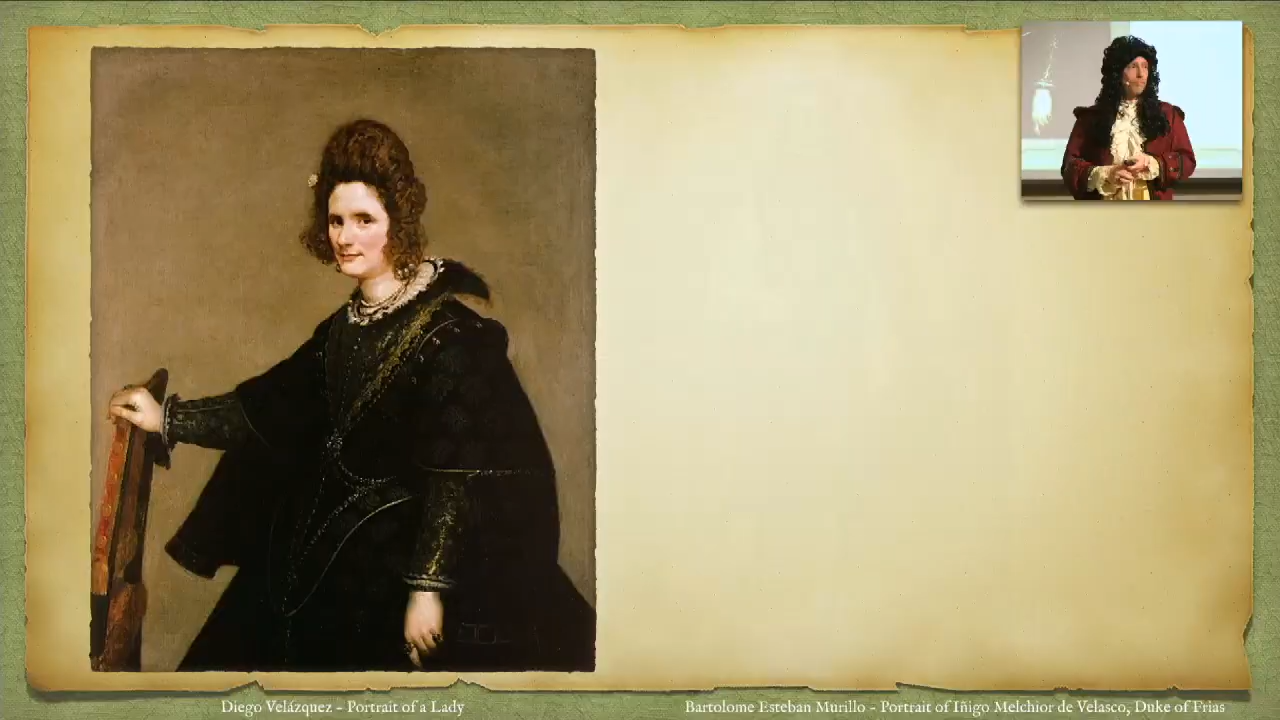 Diego Velázquez - Portrait of a Lady
Bartolome Esteban Murillo - Portrait of Iñigo Melchior de Velasco, Duke of Frias